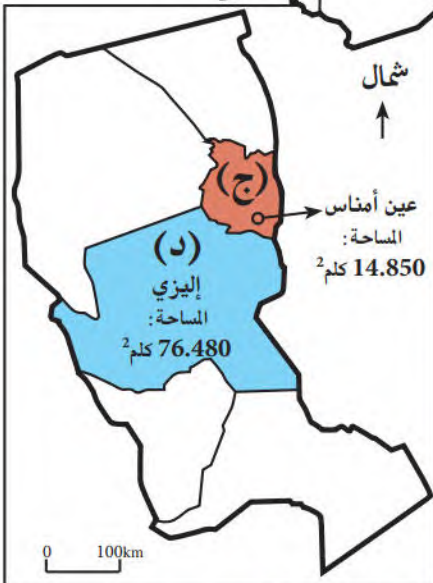 شمال
(ج)
عين أمناس
المساحة:
14.850 كلم²
(د)
إليزي
المساحة:
76.480 كلم²
0 100km